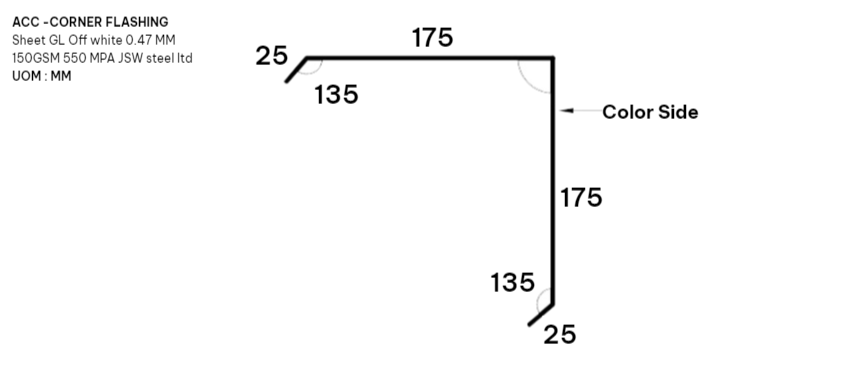 ACC -CORNER FLASHING
Sheet GL Off white 0.47 MM
150GSM 550 MPA JSW steel ltd
UOM : MM
175
25
135
Color Side
175
135
25